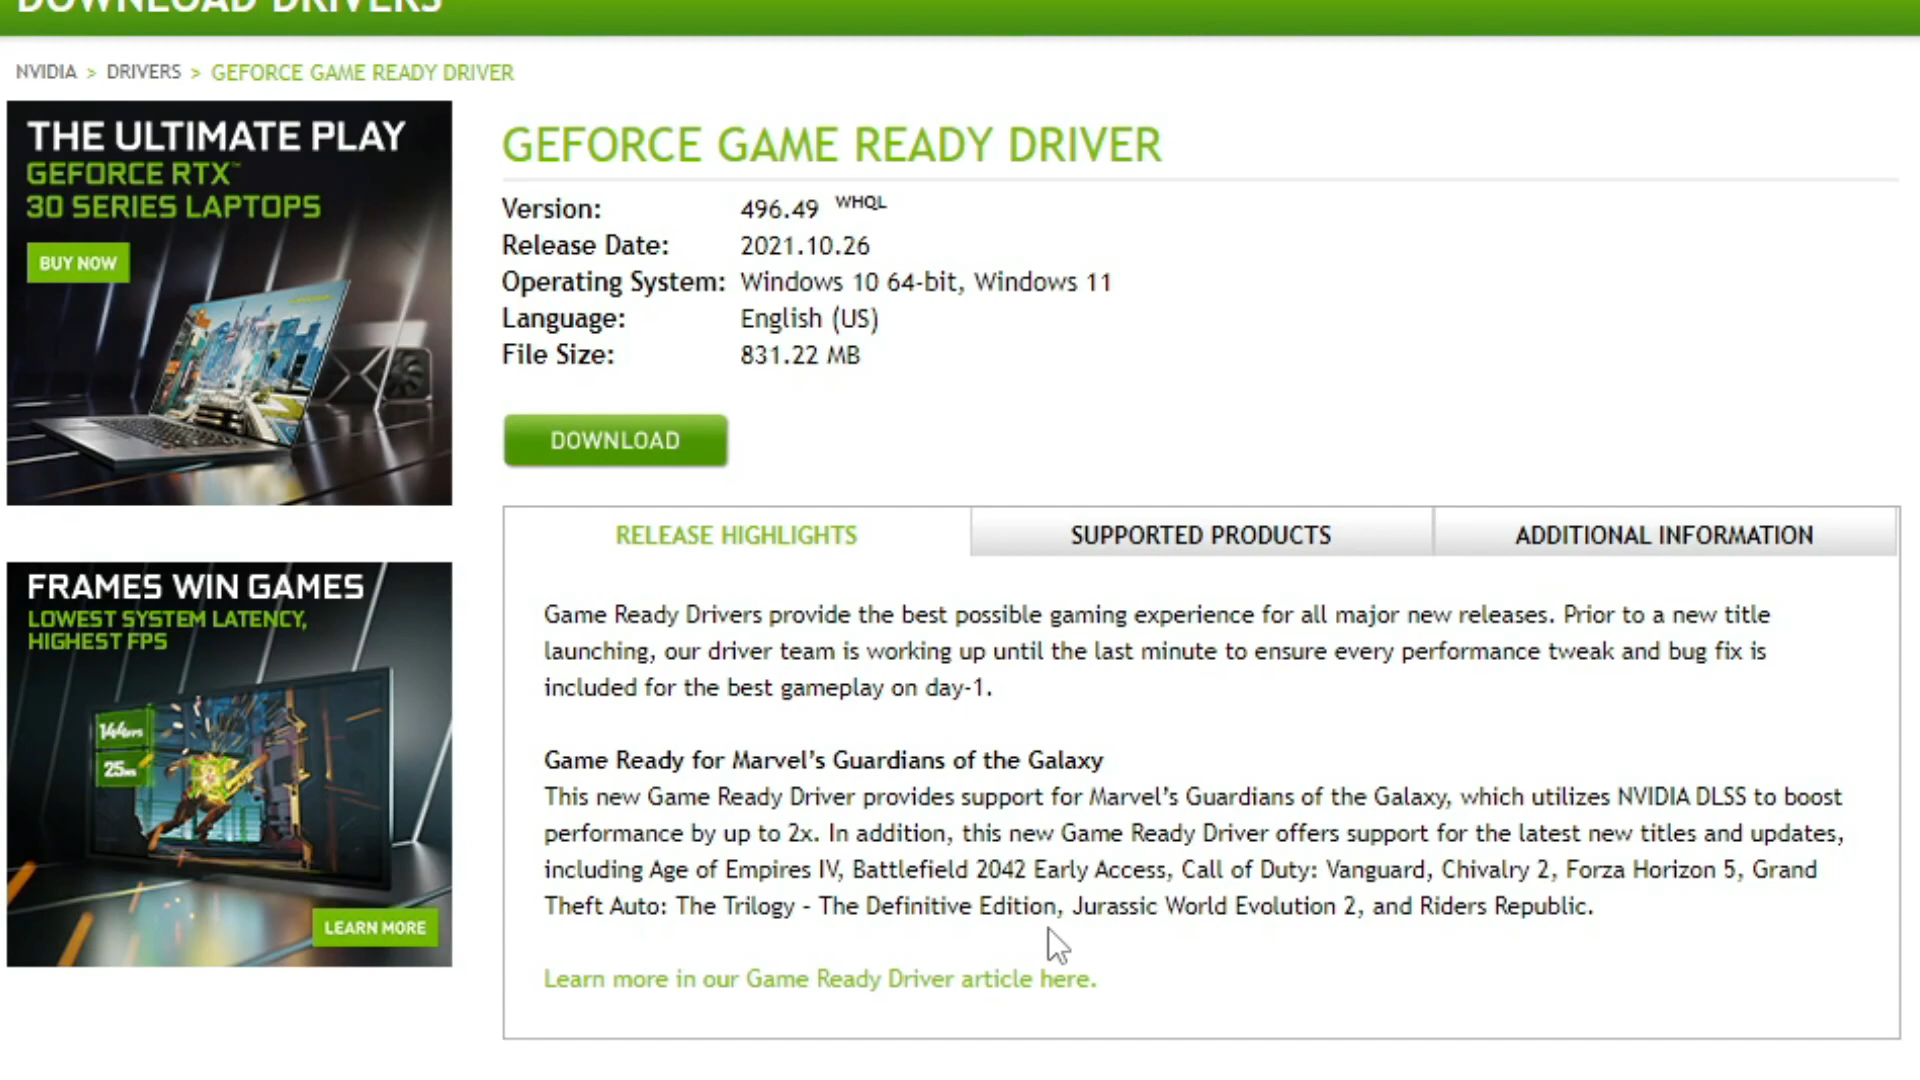 DOWNLOAD DRIVERS
NVIDIA > DRIVERS > GEFORCE GAME READY DRIVER
THE ULTIMATE PLAY
GEFORCE RTX™
30 SERIES LAPTOPS
BUY NOW
FRAMES WIN GAMES
LOWEST SYSTEM LATENCY,
HIGHEST FPS
144FPS
25ms
LEARN MORE
GEFORCE GAME READY DRIVER
Version: 496.49 WHQL
Release Date: 2021.10.26
Operating System: Windows 10 64-bit, Windows 11
Language: English (US)
File Size: 831.22 MB
DOWNLOAD
RELEASE HIGHLIGHTS
SUPPORTED PRODUCTS
ADDITIONAL INFORMATION
Game Ready Drivers provide the best possible gaming experience for all major new releases. Prior to a new title
launching, our driver team is working up until the last minute to ensure every performance tweak and bug fix is
included for the best gameplay on day-1.
Game Ready for Marvel's Guardians of the Galaxy
This new Game Ready Driver provides support for Marvel's Guardians of the Galaxy, which utilizes NVIDIA DLSS to boost
performance by up to 2x. In addition, this new Game Ready Driver offers support for the latest new titles and updates,
including Age of Empires IV, Battlefield 2042 Early Access, Call of Duty: Vanguard, Chivalry 2, Forza Horizon 5, Grand
Theft Auto: The Trilogy - The Definitive Edition, Jurassic World Evolution 2, and Riders Republic.
Learn more in our Game Ready Driver article here.